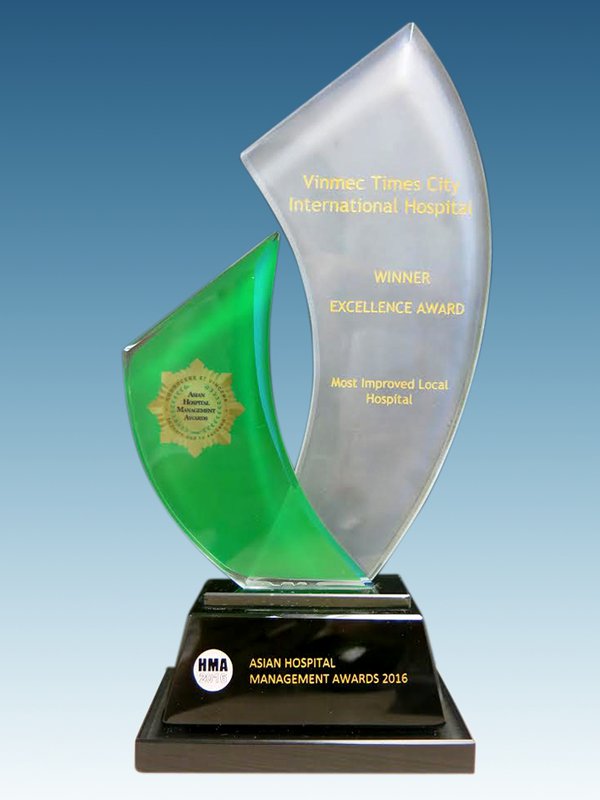 Vinmec Times City
International Hospital
WINNER
EXCELLENCE AWARD
Most Improved Local
Hospital
ASIAN
HOSPITAL
MANAGEMENT
AWARDS
HMA
2016
ASIAN HOSPITAL
MANAGEMENT AWARDS 2016